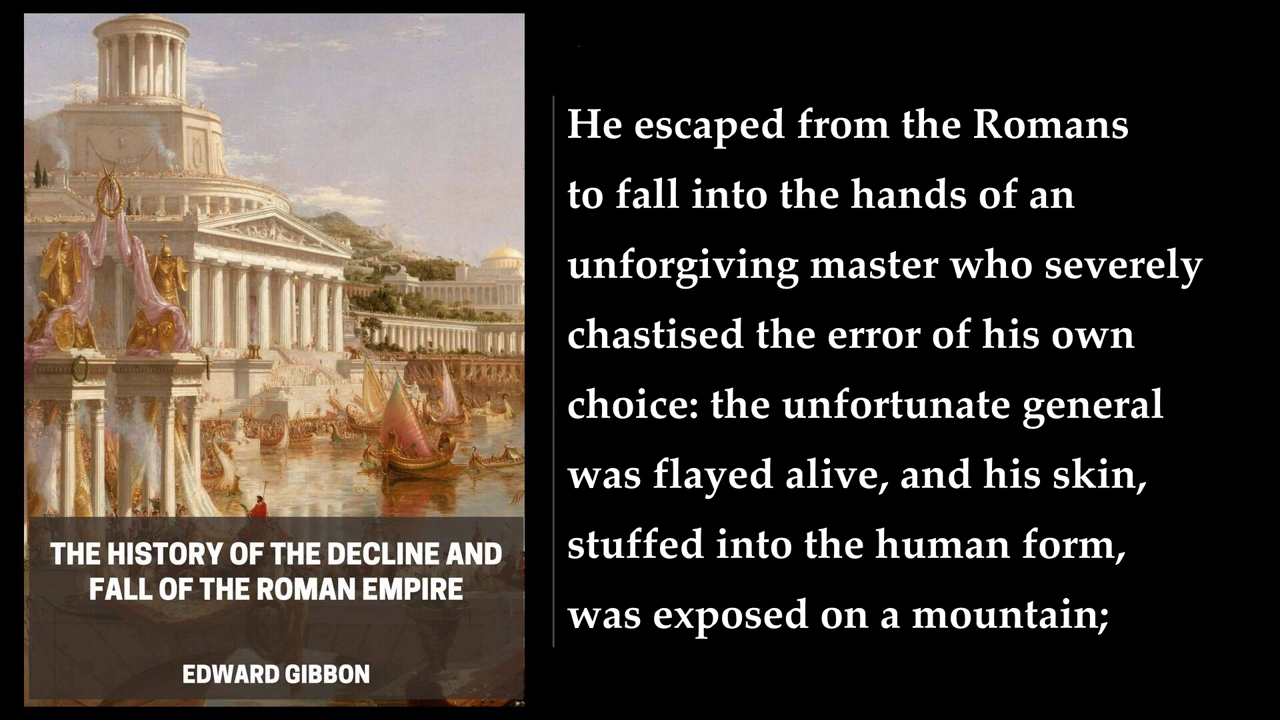 THE HISTORY OF THE DECLINE AND
FALL OF THE ROMAN EMPIRE
EDWARD GIBBON
He escaped from the Romans
to fall into the hands of an
unforgiving master who severely
chastised the error of his own
choice: the unfortunate general
was flayed alive, and his skin,
stuffed into the human form,
was exposed on a mountain;